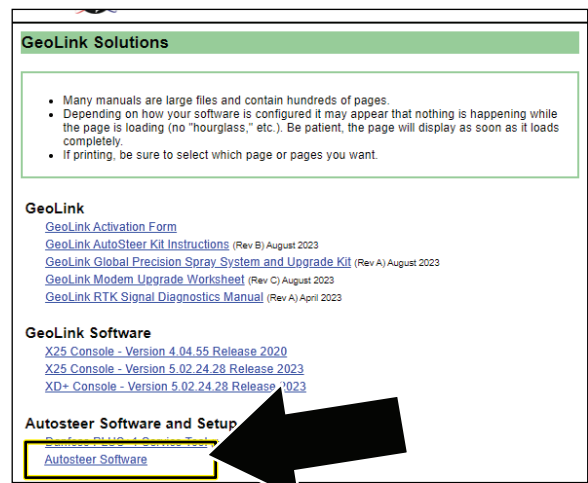 GeoLink Solutions
• Many manuals are large files and contain hundreds of pages.
• Depending on how your software is configured it may appear that nothing is happening while
the page is loading (no "hourglass," etc.). Be patient, the page will display as soon as it loads
completely.
• If printing, be sure to select which page or pages you want.
GeoLink
GeoLink Activation Form
GeoLink AutoSteer Kit Instructions (Rev B) August 2023
GeoLink Global Precision Spray System and Upgrade Kit (Rev A) August 2023
GeoLink Modem Upgrade Worksheet (Rev C) August 2023
GeoLink RTK Signal Diagnostics Manual (Rev A) April 2023
GeoLink Software
X25 Console - Version 4.04.55 Release 2020
X25 Console - Version 5.02.24.28 Release 2023
XD+ Console - Version 5.02.24.28 Release 2023
Autosteer Software and Setup
Service Tool
Autosteer Software